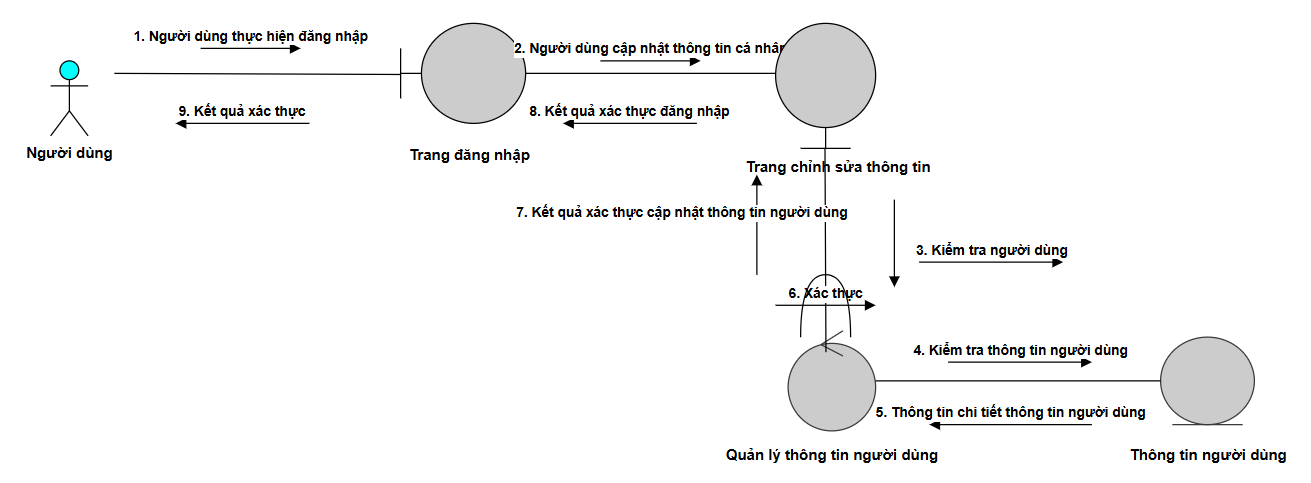 1. Người dùng thực hiện đăng nhập
2. Người dùng cập nhật thông tin cá nhân
9. Kết quả xác thực
8. Kết quả xác thực đăng nhập
Người dùng
Trang đăng nhập
Trang chỉnh sửa thông tin
7. Kết quả xác thực cập nhật thông tin người dùng
3. Kiểm tra người dùng
6. Xác thực
4. Kiểm tra thông tin người dùng
5. Thông tin chi tiết thông tin người dùng
Quản lý thông tin người dùng
Thông tin người dùng